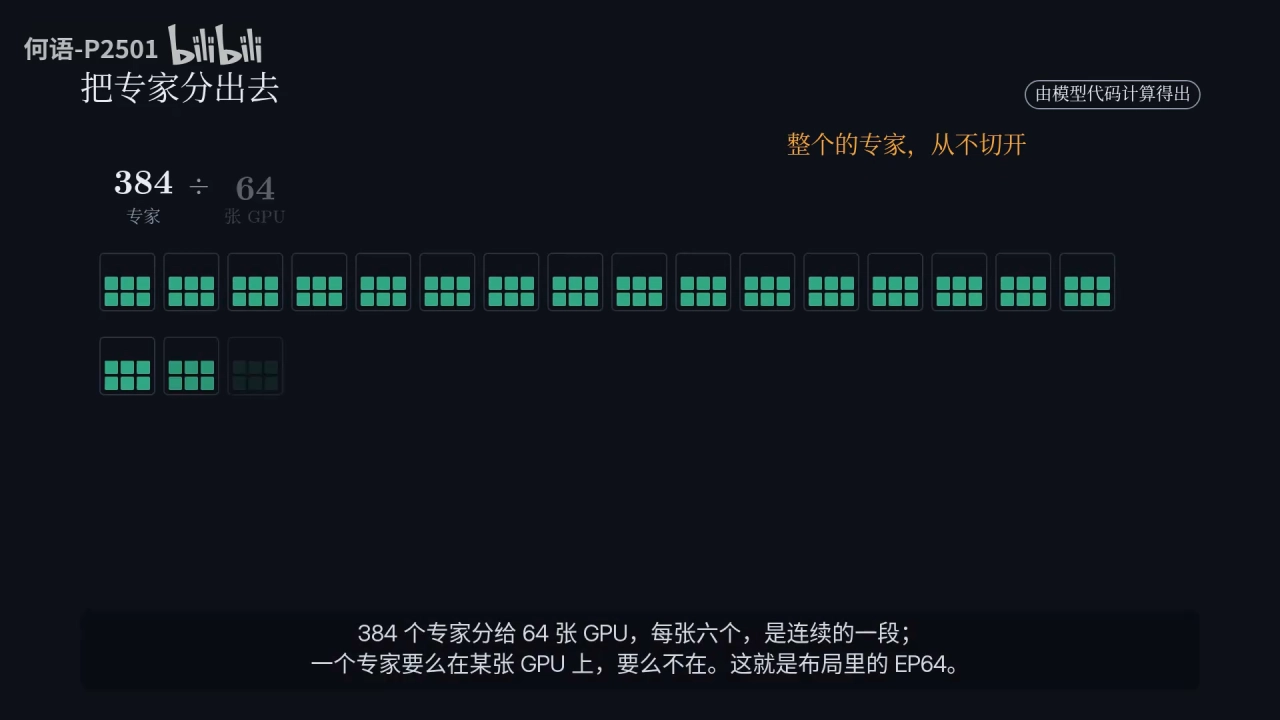 何语-P2501 bilibili
把专家分出去
由模型代码计算得出
整个的专家，从不切开
384 ÷ 64
专家 张 GPU
384 个专家分给 64 张 GPU，每张六个，是连续的一段；
一个专家要么在某张 GPU 上，要么不在。这就是布局里的 EP64。